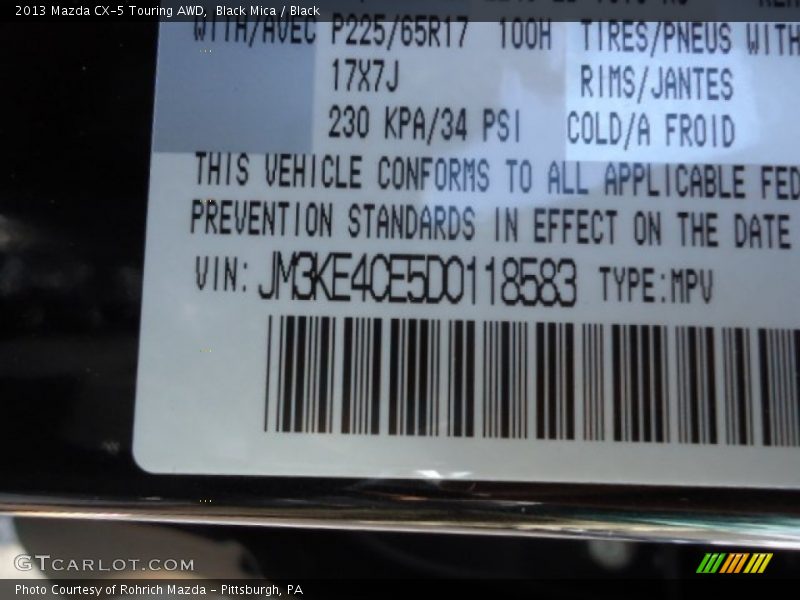 2013 Mazda CX-5 Touring AWD, Black Mica / Black
WITH/AVEC P225/65R17 100H TIRES/PNEUS WITH
17X7J RIMS/JANTES
230 KPA/34 PSI COLD/A FROID
THIS VEHICLE CONFORMS TO ALL APPLICABLE FED
PREVENTION STANDARDS IN EFFECT ON THE DATE
VIN: JM3KE4CE5D0118583 TYPE:MPV
GTCARLOT.COM
Photo Courtesy of Rohrich Mazda - Pittsburgh, PA